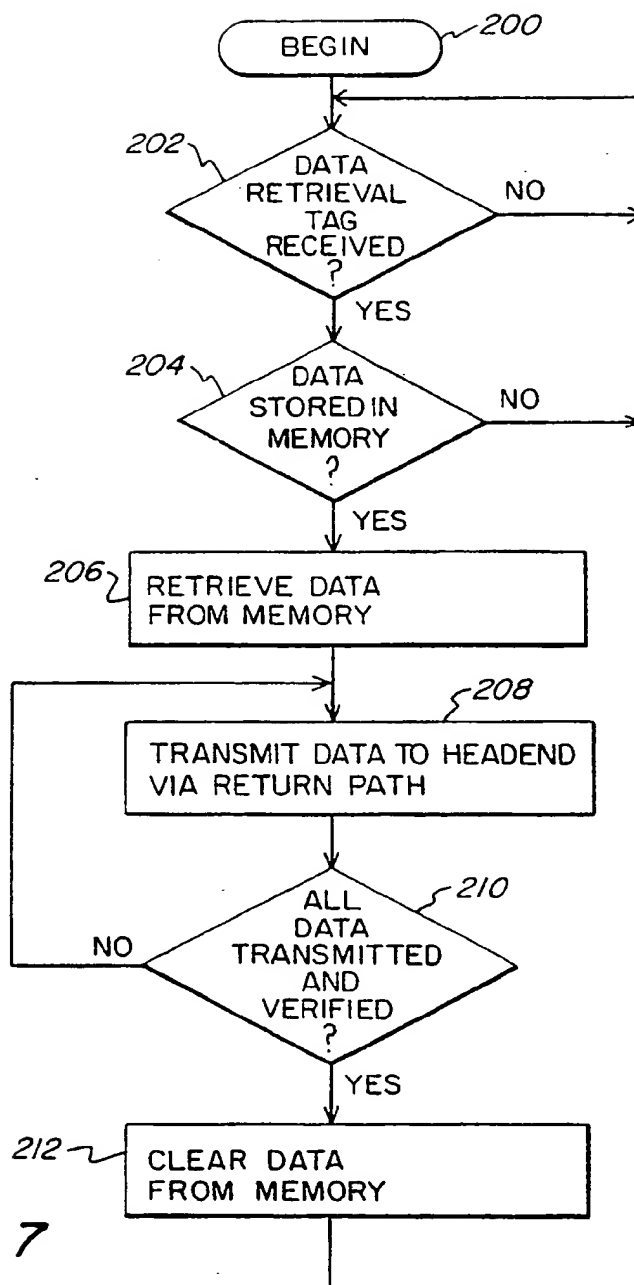 BEGIN
200
202
DATA
RETRIEVAL
TAG
RECEIVED
?
NO
YES
204
DATA
STORED IN
MEMORY
?
NO
YES
206
RETRIEVE DATA
FROM MEMORY
208
TRANSMIT DATA TO HEADEND
VIA RETURN PATH
210
ALL
DATA
TRANSMITTED
AND
VERIFIED
?
NO
YES
212
CLEAR DATA
FROM MEMORY
7